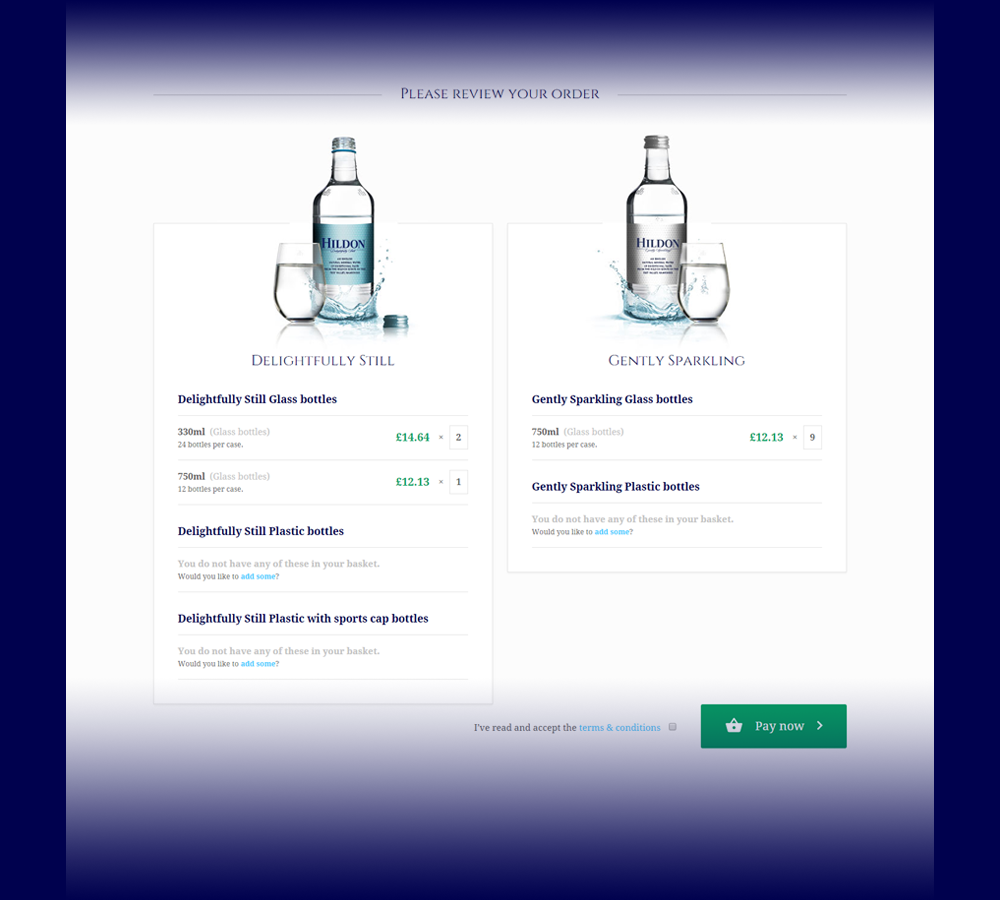 Please review your order
HILDON
Delightfully Still
Delightfully Still Glass bottles
330ml (Glass bottles)
24 bottles per case.
£14.64 × 2
750ml (Glass bottles)
12 bottles per case.
£12.13 × 1
Delightfully Still Plastic bottles
You do not have any of these in your basket.
Would you like to add some?
Delightfully Still Plastic with sports cap bottles
You do not have any of these in your basket.
Would you like to add some?
HILDON
Gently Sparkling
Gently Sparkling Glass bottles
750ml (Glass bottles)
12 bottles per case.
£12.13 × 9
Gently Sparkling Plastic bottles
You do not have any of these in your basket.
Would you like to add some?
I've read and accept the terms & conditions
Pay now